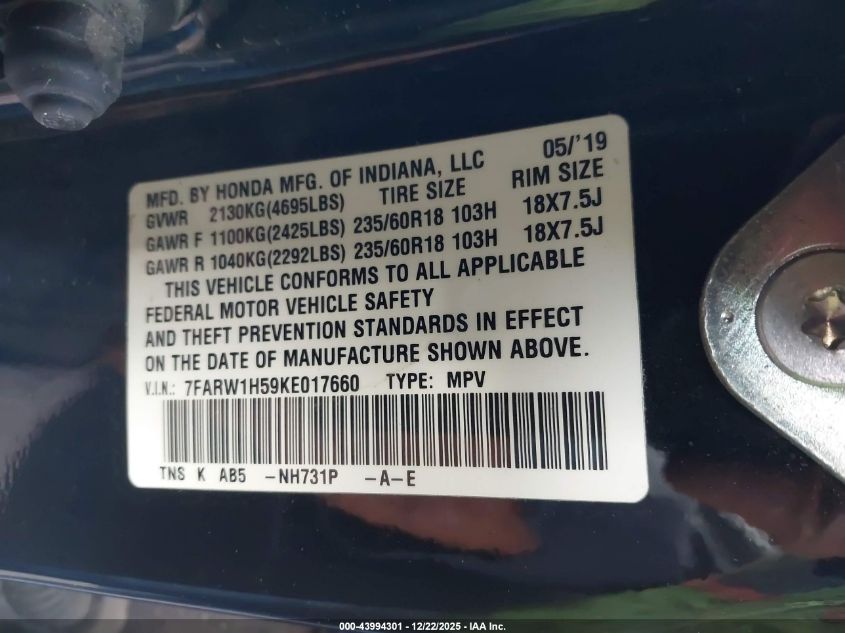 MFD. BY HONDA MFG. OF INDIANA, LLC 05/'19
GVWR 2130KG(4695LBS) TIRE SIZE RIM SIZE
GAWR F 1100KG(2425LBS) 235/60R18 103H 18X7.5J
GAWR R 1040KG(2292LBS) 235/60R18 103H 18X7.5J
THIS VEHICLE CONFORMS TO ALL APPLICABLE
FEDERAL MOTOR VEHICLE SAFETY
AND THEFT PREVENTION STANDARDS IN EFFECT
ON THE DATE OF MANUFACTURE SHOWN ABOVE.
V.I.N.: 7FARW1H59KE017660 TYPE: MPV
TNS K AB5 -NH731P -A-E
000-43994301 - 12/22/2025 - IAA Inc.